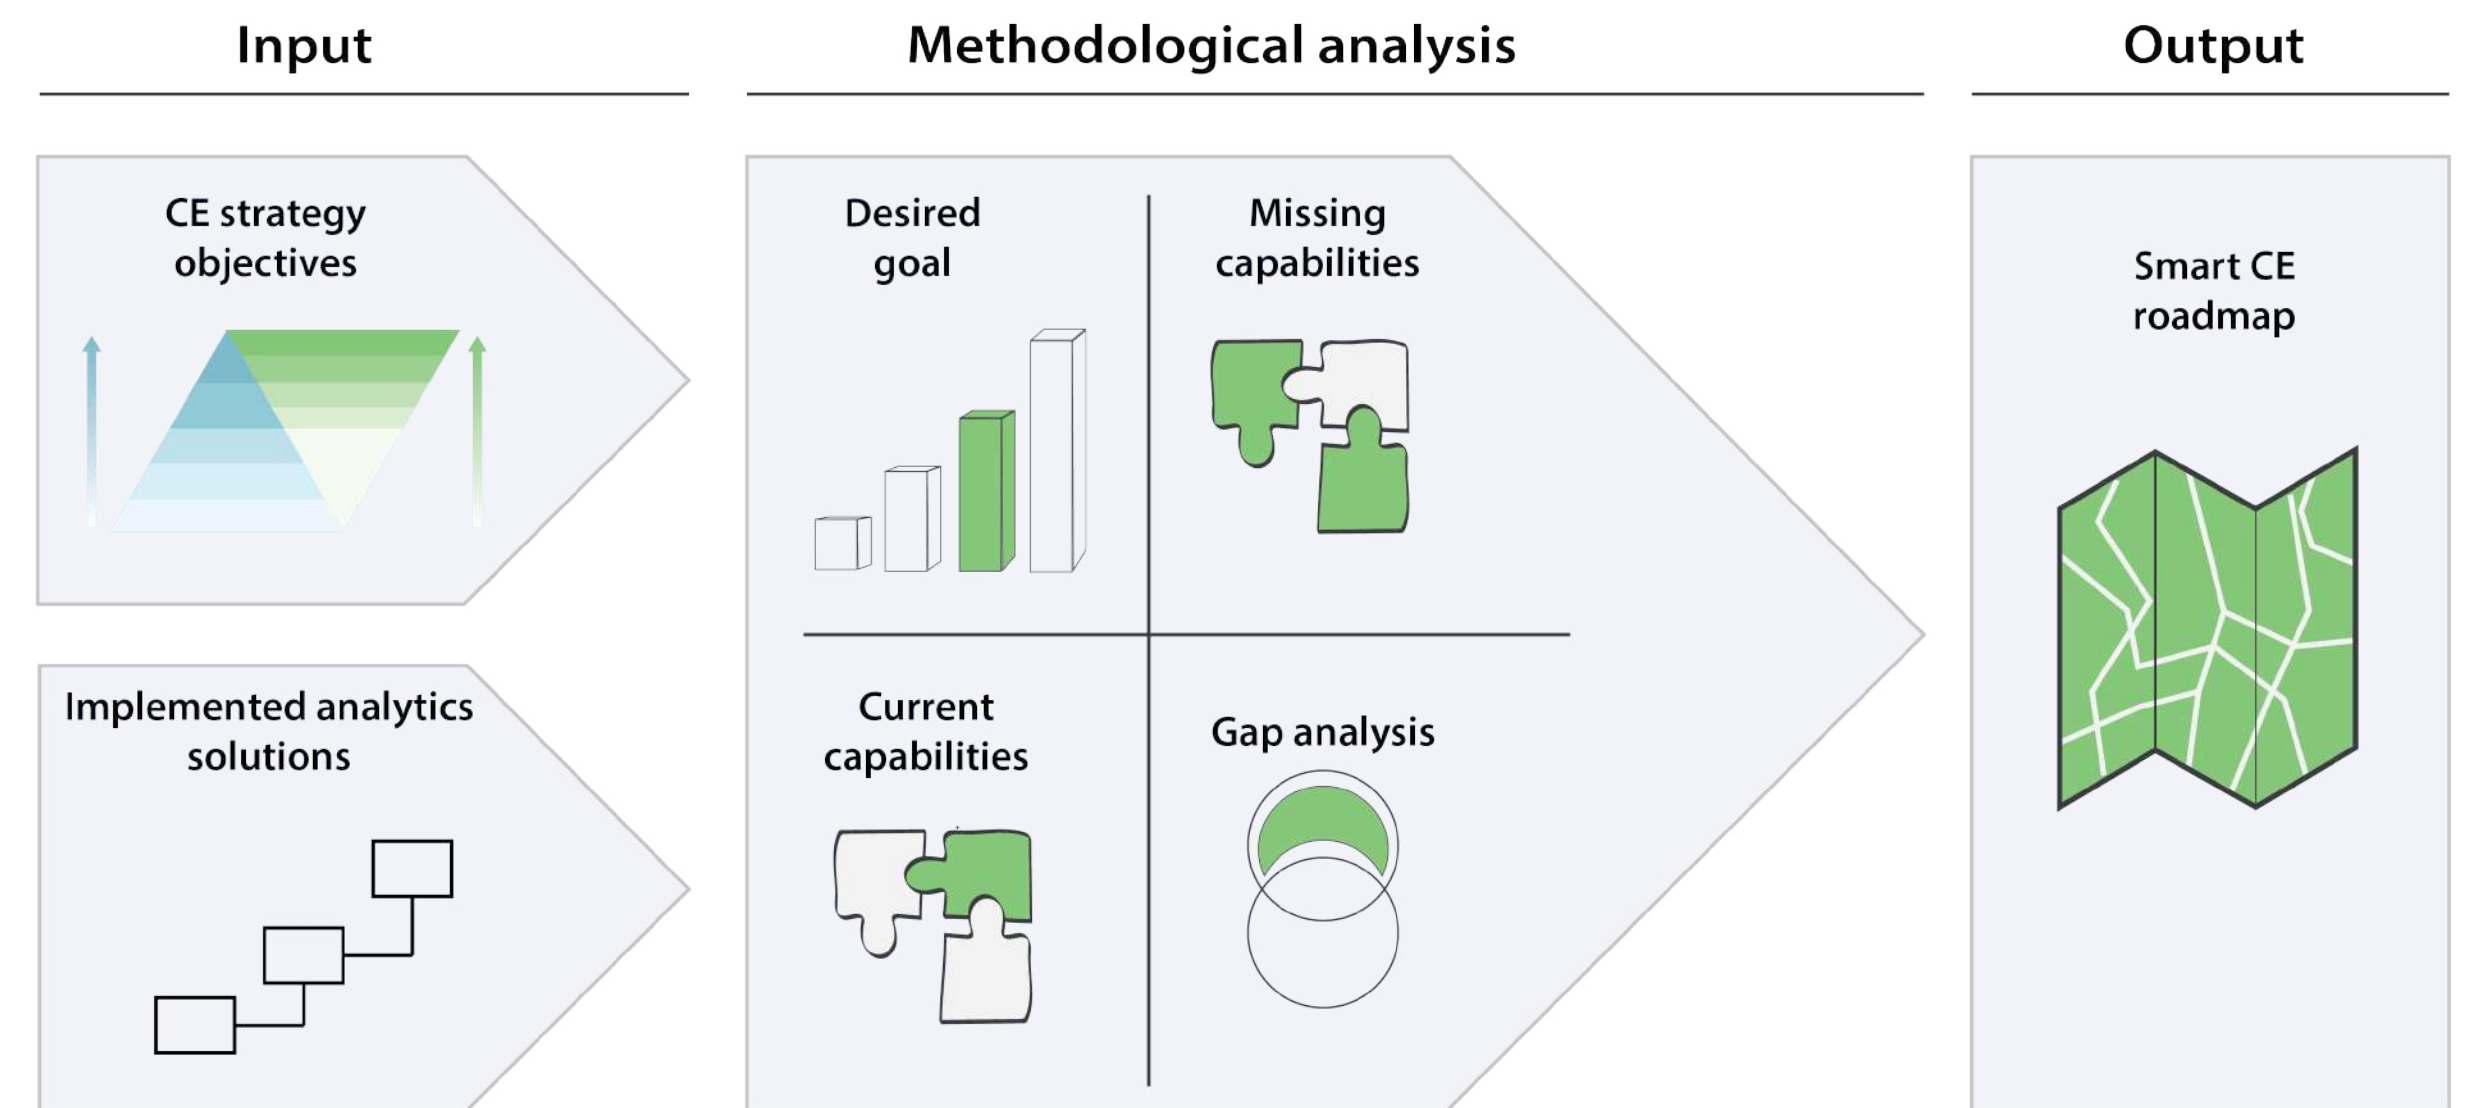 Input
Methodological analysis
Output
CE strategy
objectives
Implemented analytics
solutions
Desired
goal
Missing
capabilities
Current
capabilities
Gap analysis
Smart CE
roadmap